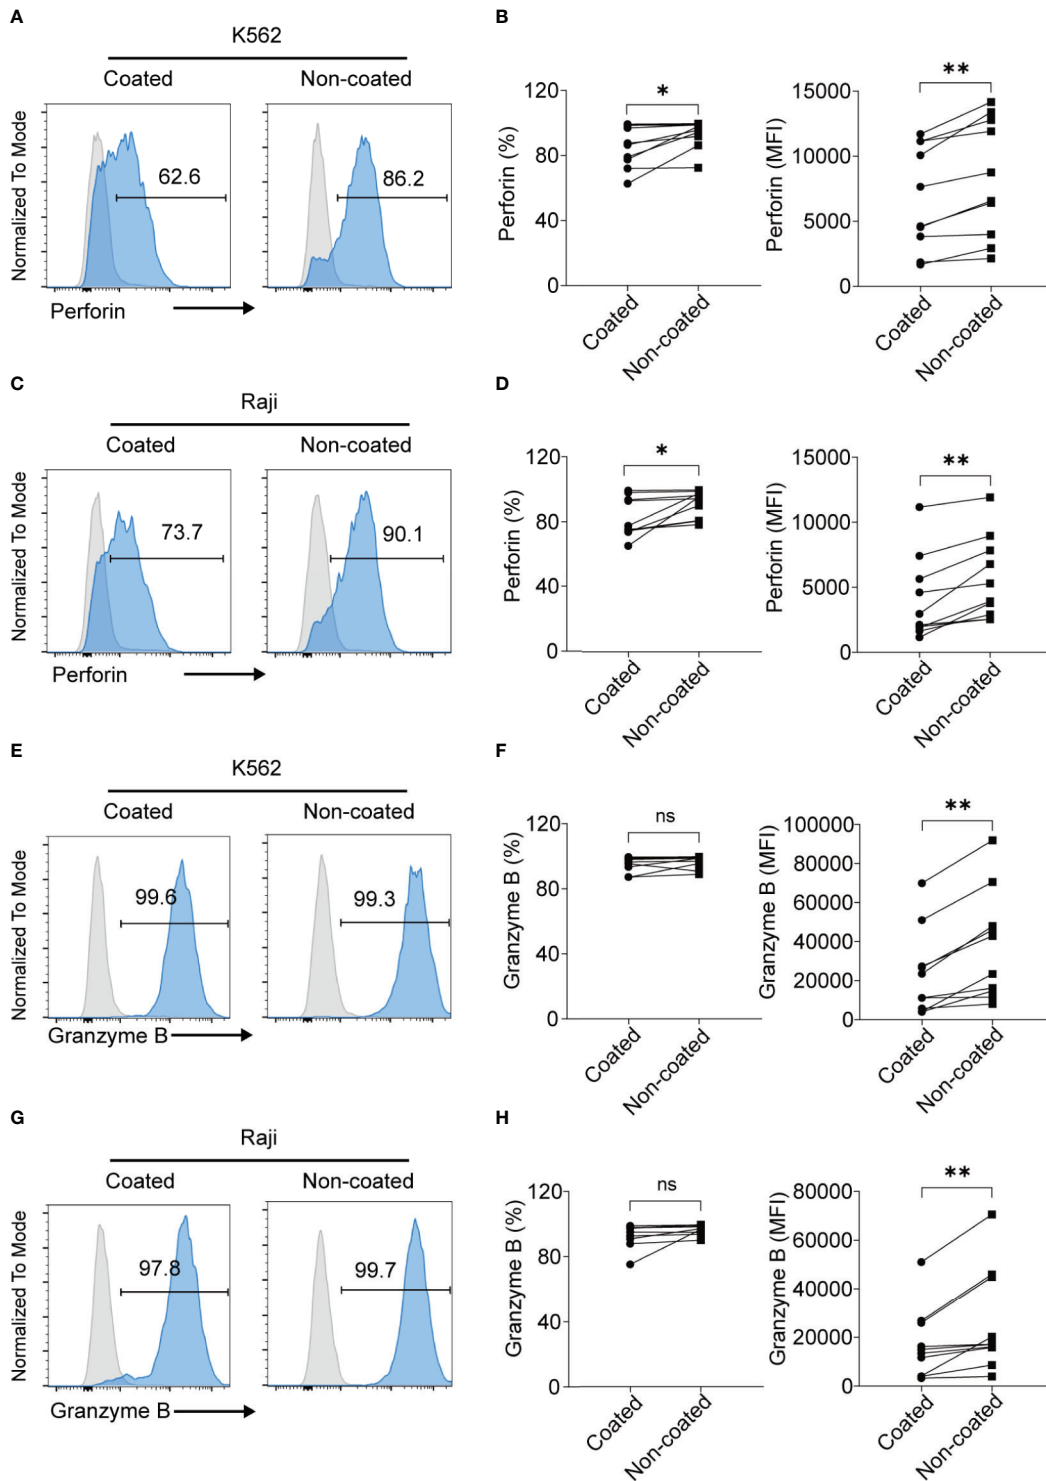 A
K562
Coated
Non-coated
Normalized To Mode
62.6
86.2
Perforin
B
Perforin (%)
120
80
40
0
*
Coated
Non-coated
Perforin (MFI)
15000
10000
5000
0
**
Coated
Non-coated
C
Raji
Coated
Non-coated
Normalized To Mode
73.7
90.1
Perforin
D
Perforin (%)
120
80
40
0
*
Coated
Non-coated
Perforin (MFI)
15000
10000
5000
0
**
Coated
Non-coated
E
K562
Coated
Non-coated
Normalized To Mode
99.6
99.3
Granzyme B
F
Granzyme B (%)
120
80
40
0
ns
Coated
Non-coated
Granzyme B (MFI)
100000
80000
60000
40000
20000
0
**
Coated
Non-coated
G
Raji
Coated
Non-coated
Normalized To Mode
97.8
99.7
Granzyme B
H
Granzyme B (%)
120
80
40
0
ns
Coated
Non-coated
Granzyme B (MFI)
80000
60000
40000
20000
0
**
Coated
Non-coated